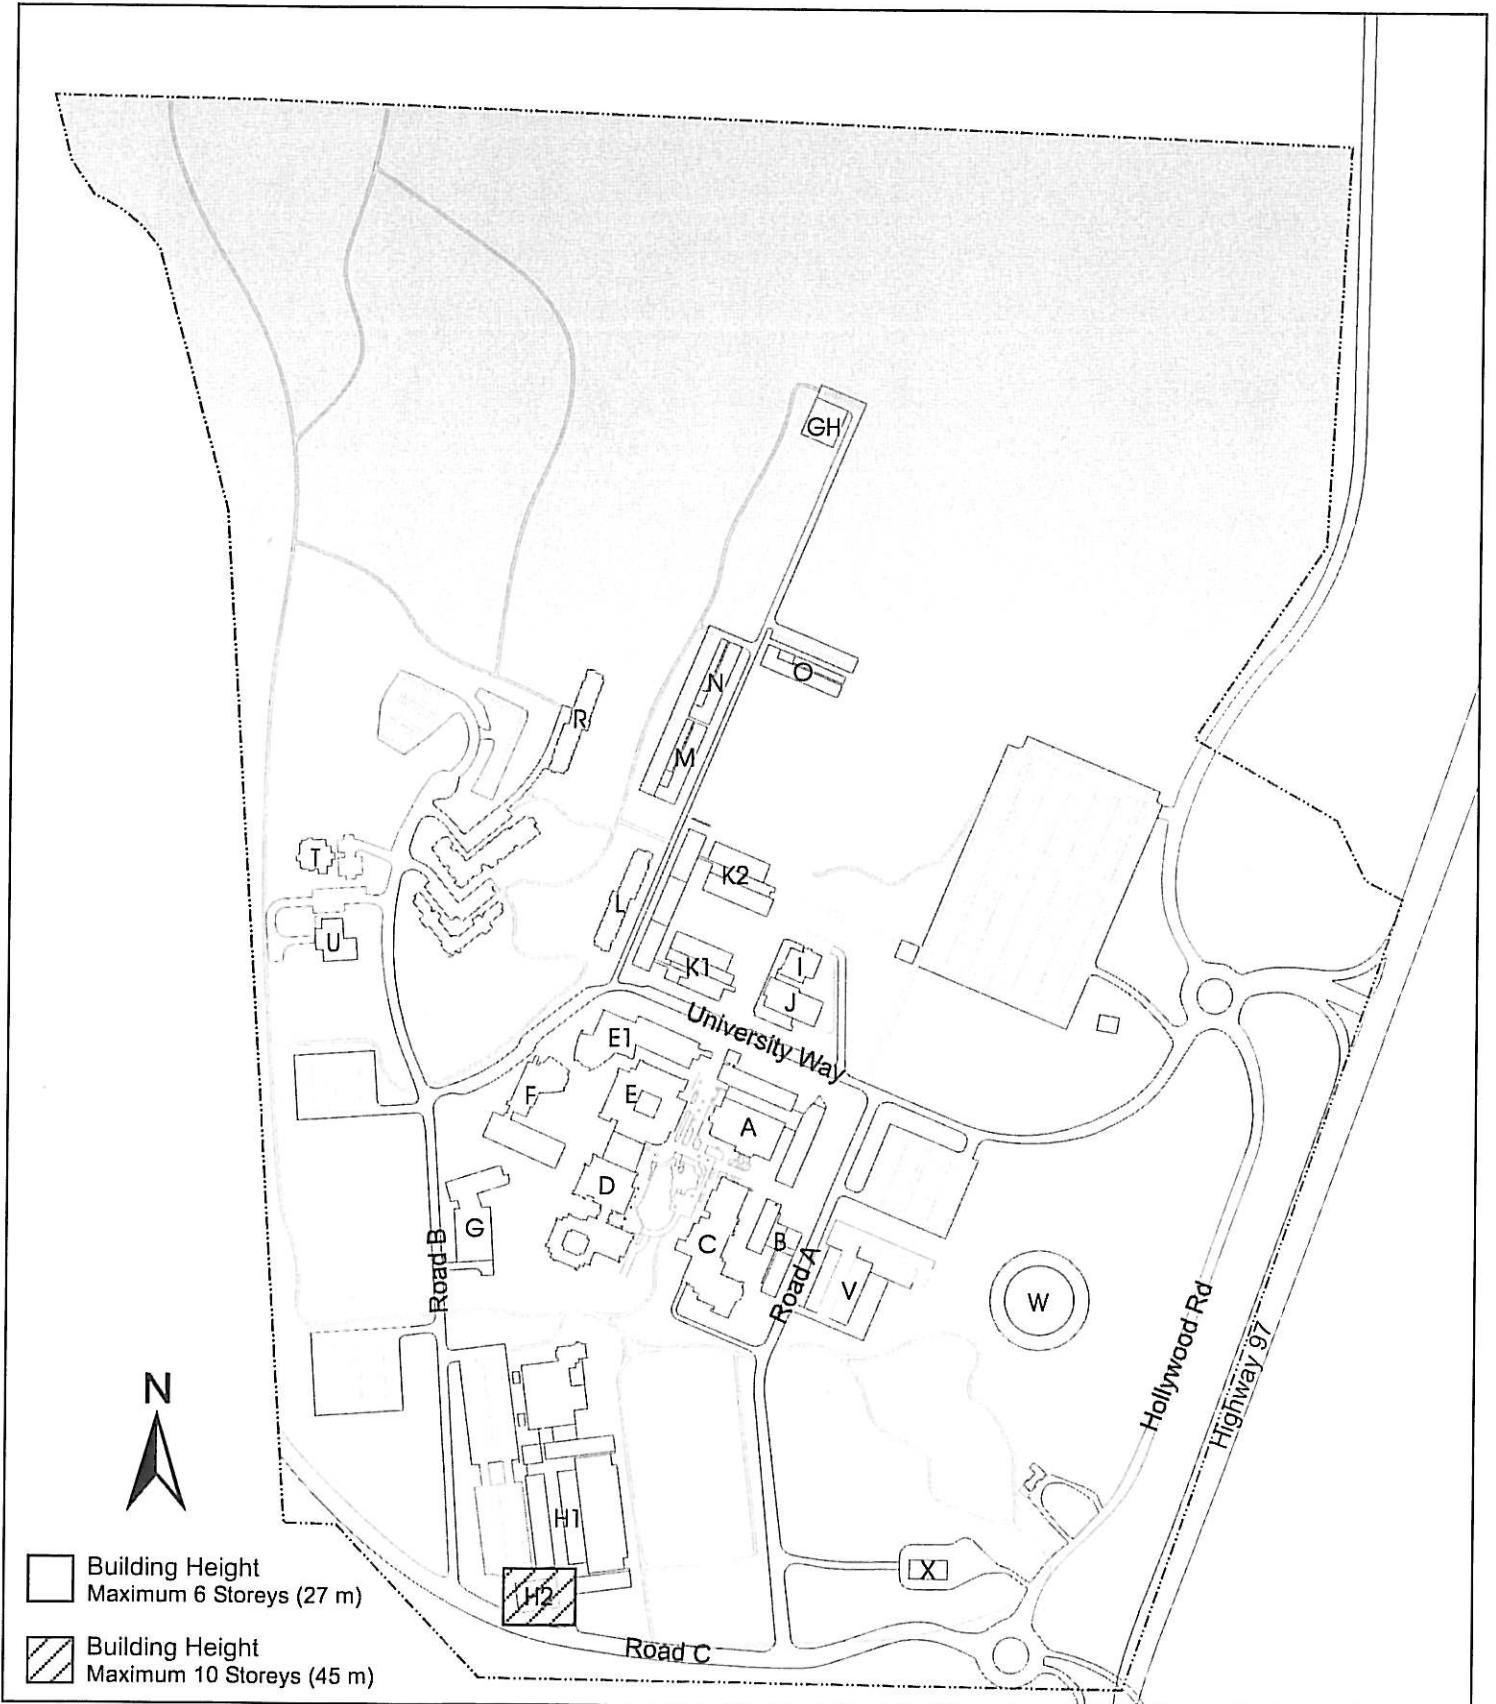 GH
N
O
R
M
T
K2
L
U
K1
I
J
University Way
E1
F
E
A
D
G
C
B
Road B
Road A
V
W
Hollywood Rd
Highway 97
N
H1
Building Height
Maximum 6 Storeys (27 m)
X
H2
Building Height
Maximum 10 Storeys (45 m)
Road C